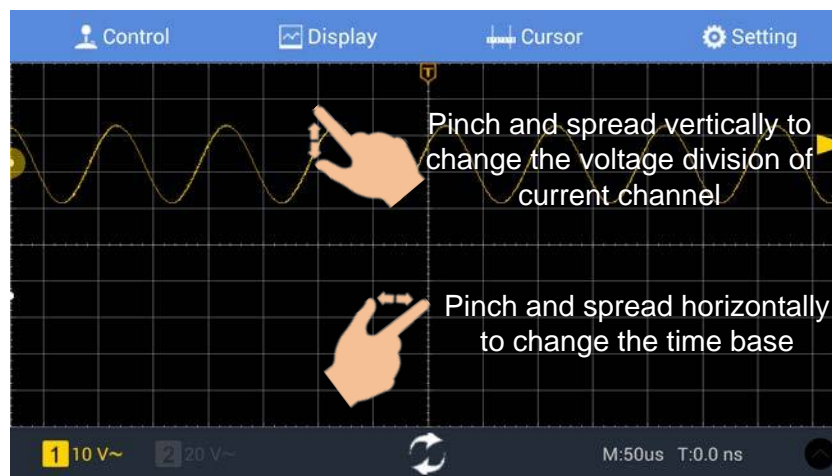 Control Display Cursor Setting
T
Pinch and spread vertically to
change the voltage division of
current channel
Pinch and spread horizontally
to change the time base
1 10 V~ 2 20 V~ M:50us T:0.0 ns